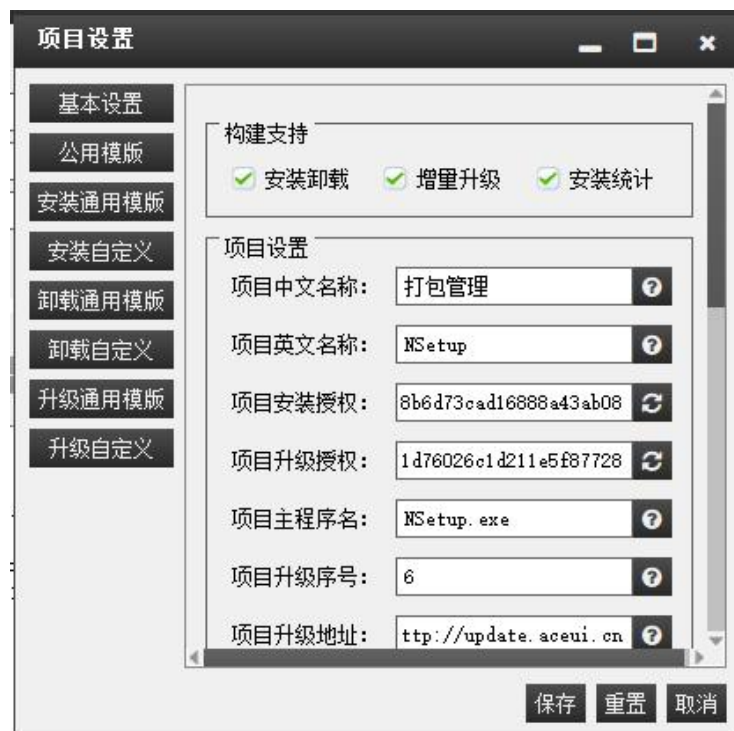 项目设置
基本设置
公用模版
安装通用模版
安装自定义
卸载通用模版
卸载自定义
升级通用模版
升级自定义
构建支持
安装卸载 增量升级 安装统计
项目设置
项目中文名称: 打包管理
项目英文名称: NSetup
项目安装授权: 8b6d73cad16888a43ab08
项目升级授权: 1d76026c1d211e5f87728
项目主程序名: NSetup.exe
项目升级序号: 6
项目升级地址: ttp://update.aceui.cn
保存 重置 取消